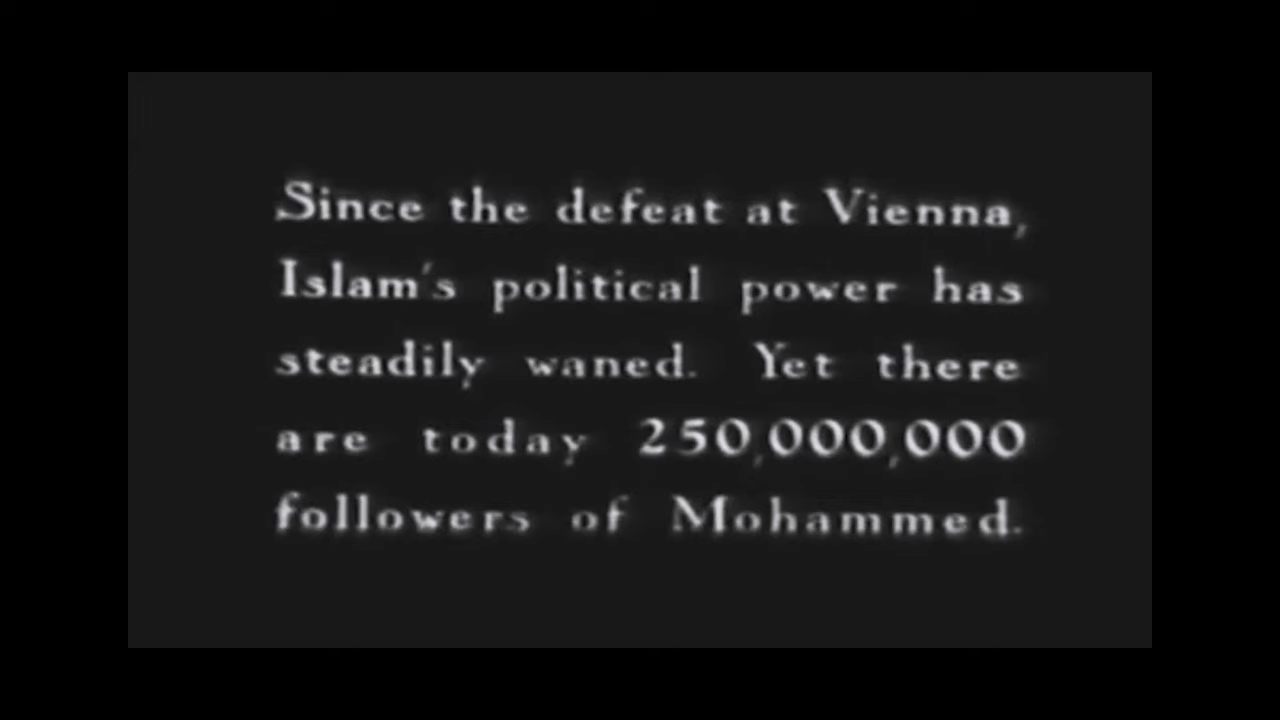 Since the defeat at Vienna,
Islam's political power has
steadily waned. Yet there
are today 250,000,000
followers of Mohammed.